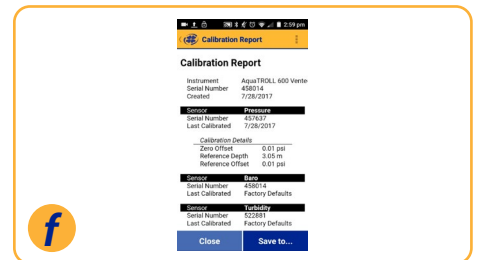 2:59 pm
Calibration Report
Calibration Report
Instrument AquaTROLL 600 Vente
Serial Number 458014
Created 7/28/2017
Sensor Pressure
Serial Number 457637
Last Calibrated 7/28/2017
Calibration Details
Zero Offset 0.01 psi
Reference Depth 3.05 m
Reference Offset 0.01 psi
Sensor Baro
Serial Number 458014
Last Calibrated Factory Defaults
Sensor Turbidity
Serial Number 522881
Last Calibrated Factory Defaults
Close Save to...
f